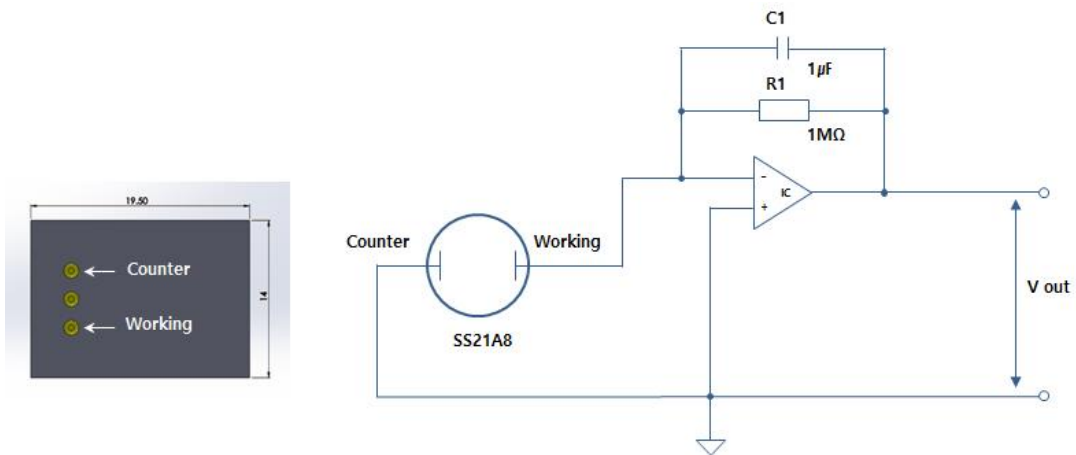 19.50
14
Counter
Working
C1
1μF
R1
1MΩ
-
IC
+
Counter
Working
V out
SS21A8